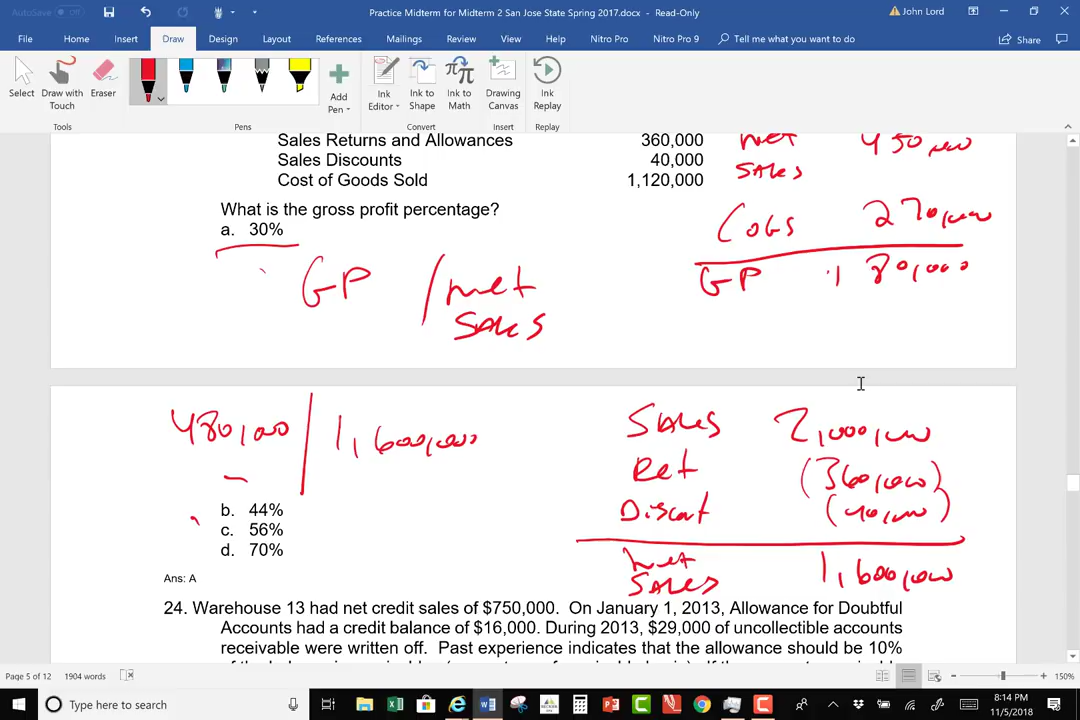 AutoSave Off
Practice Midterm for Midterm 2 San Jose State Spring 2017.docx - Read-Only
John Lord
File Home Insert Draw Design Layout References Mailings Review View Help Nitro Pro Nitro Pro 9 Tell me what you want to do
Share
Select
Draw with Touch
Eraser
Add Pen
Ink Editor
Ink to Shape
Ink to Math
Drawing Canvas
Ink Replay
Tools Pens Convert Insert Replay
Sales Returns and Allowances 360,000
Sales Discounts 40,000
Cost of Goods Sold 1,120,000
Net Sales 450,000
What is the gross profit percentage?
a. 30%
COGS 270,000
GP 180,000
GP / Net Sales
480,000 / 1,600,000
Sales 2,000,000
Ret (360,000)
Discont (40,000)
Net Sales 1,600,000
b. 44%
c. 56%
d. 70%
Ans: A
24. Warehouse 13 had net credit sales of $750,000. On January 1, 2013, Allowance for Doubtful
Accounts had a credit balance of $16,000. During 2013, $29,000 of uncollectible accounts
receivable were written off. Past experience indicates that the allowance should be 10%
Page 5 of 12 1904 words
150%
Type here to search
8:14 PM
11/5/2018